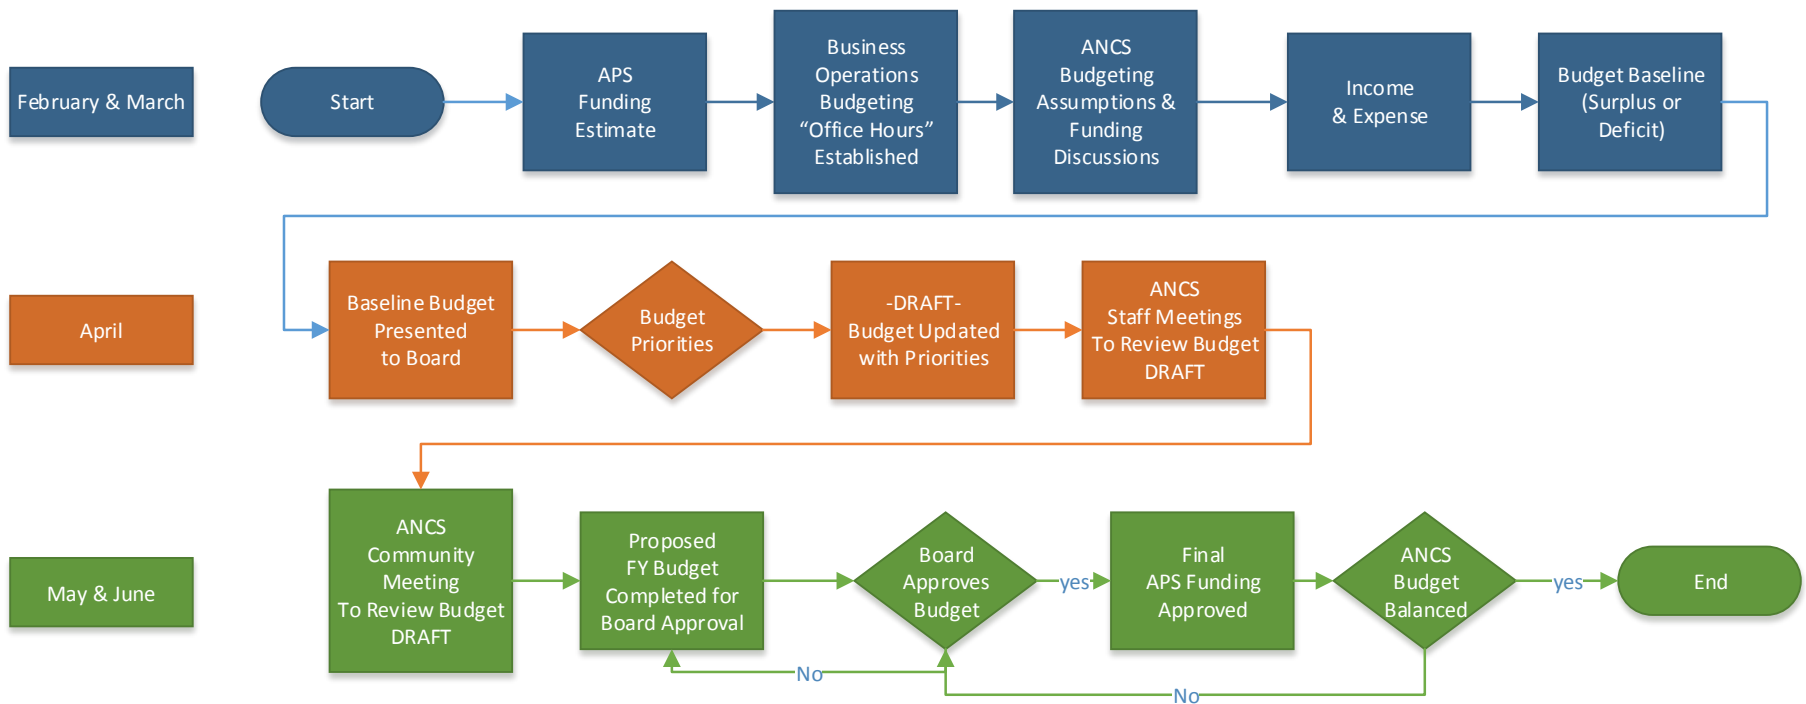 February & March
Start
APS
Funding
Estimate
Business
Operations
Budgeting
“Office Hours”
Established
ANCS
Budgeting
Assumptions &
Funding
Discussions
Income
& Expense
Budget Baseline
(Surplus or
Deficit)
April
Baseline Budget
Presented
to Board
Budget
Priorities
-DRAFT-
Budget Updated
with Priorities
ANCS
Staff Meetings
To Review Budget
DRAFT
May & June
ANCS
Community
Meeting
To Review Budget
DRAFT
Proposed
FY Budget
Completed for
Board Approval
Board
Approves
Budget
yes
Final
APS Funding
Approved
ANCS
Budget
Balanced
yes
End
No
No